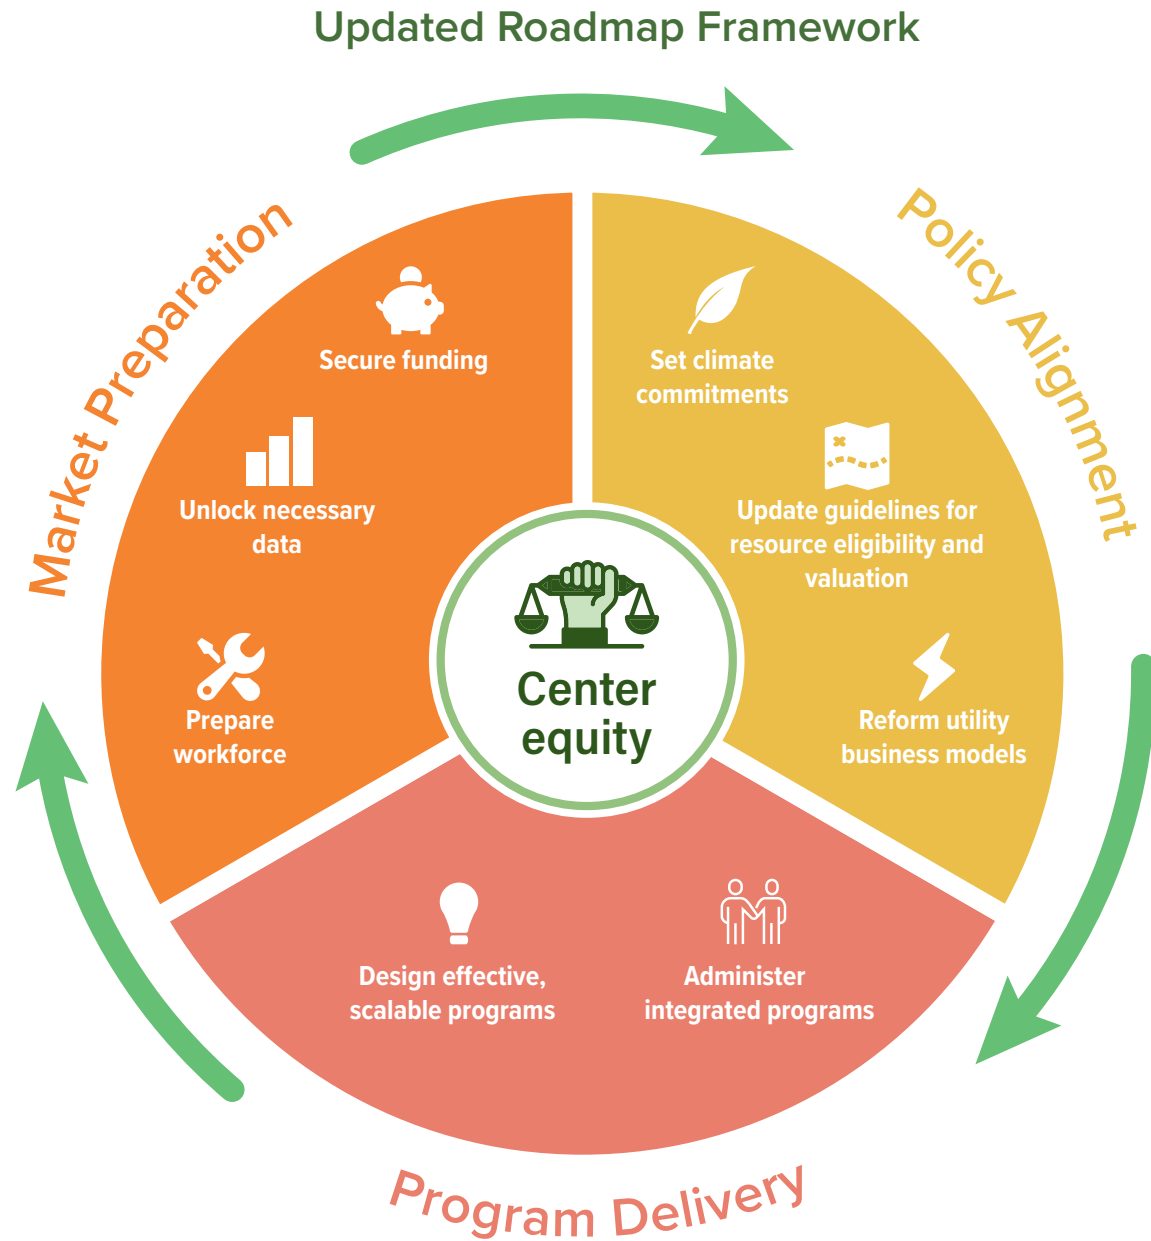 Updated Roadmap Framework
Market Preparation
Policy Alignment
Secure funding
Set climate
commitments
Unlock necessary
data
Update guidelines for
resource eligibility and
valuation
Prepare
workforce
Center
equity
Reform utility
business models
Design effective,
scalable programs
Administer
integrated programs
Program Delivery